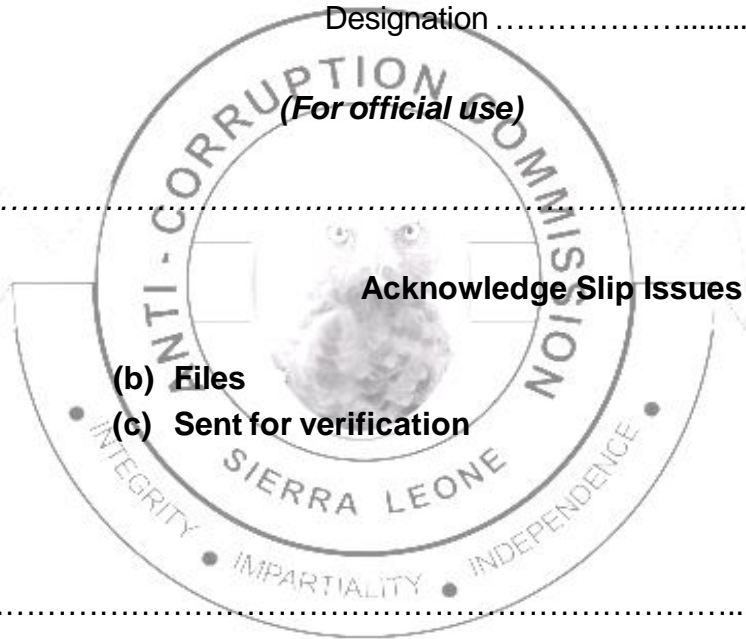 Designation ……………….........
(For official use)
……………………………………………………………............
Acknowledge Slip Issues
(b) Files
(c) Sent for verification
……………………………………………………………………..
ANTI - CORRUPTION COMMISSION
SIERRA LEONE
• INTEGRITY • IMPARTIALITY • INDEPENDENCE •